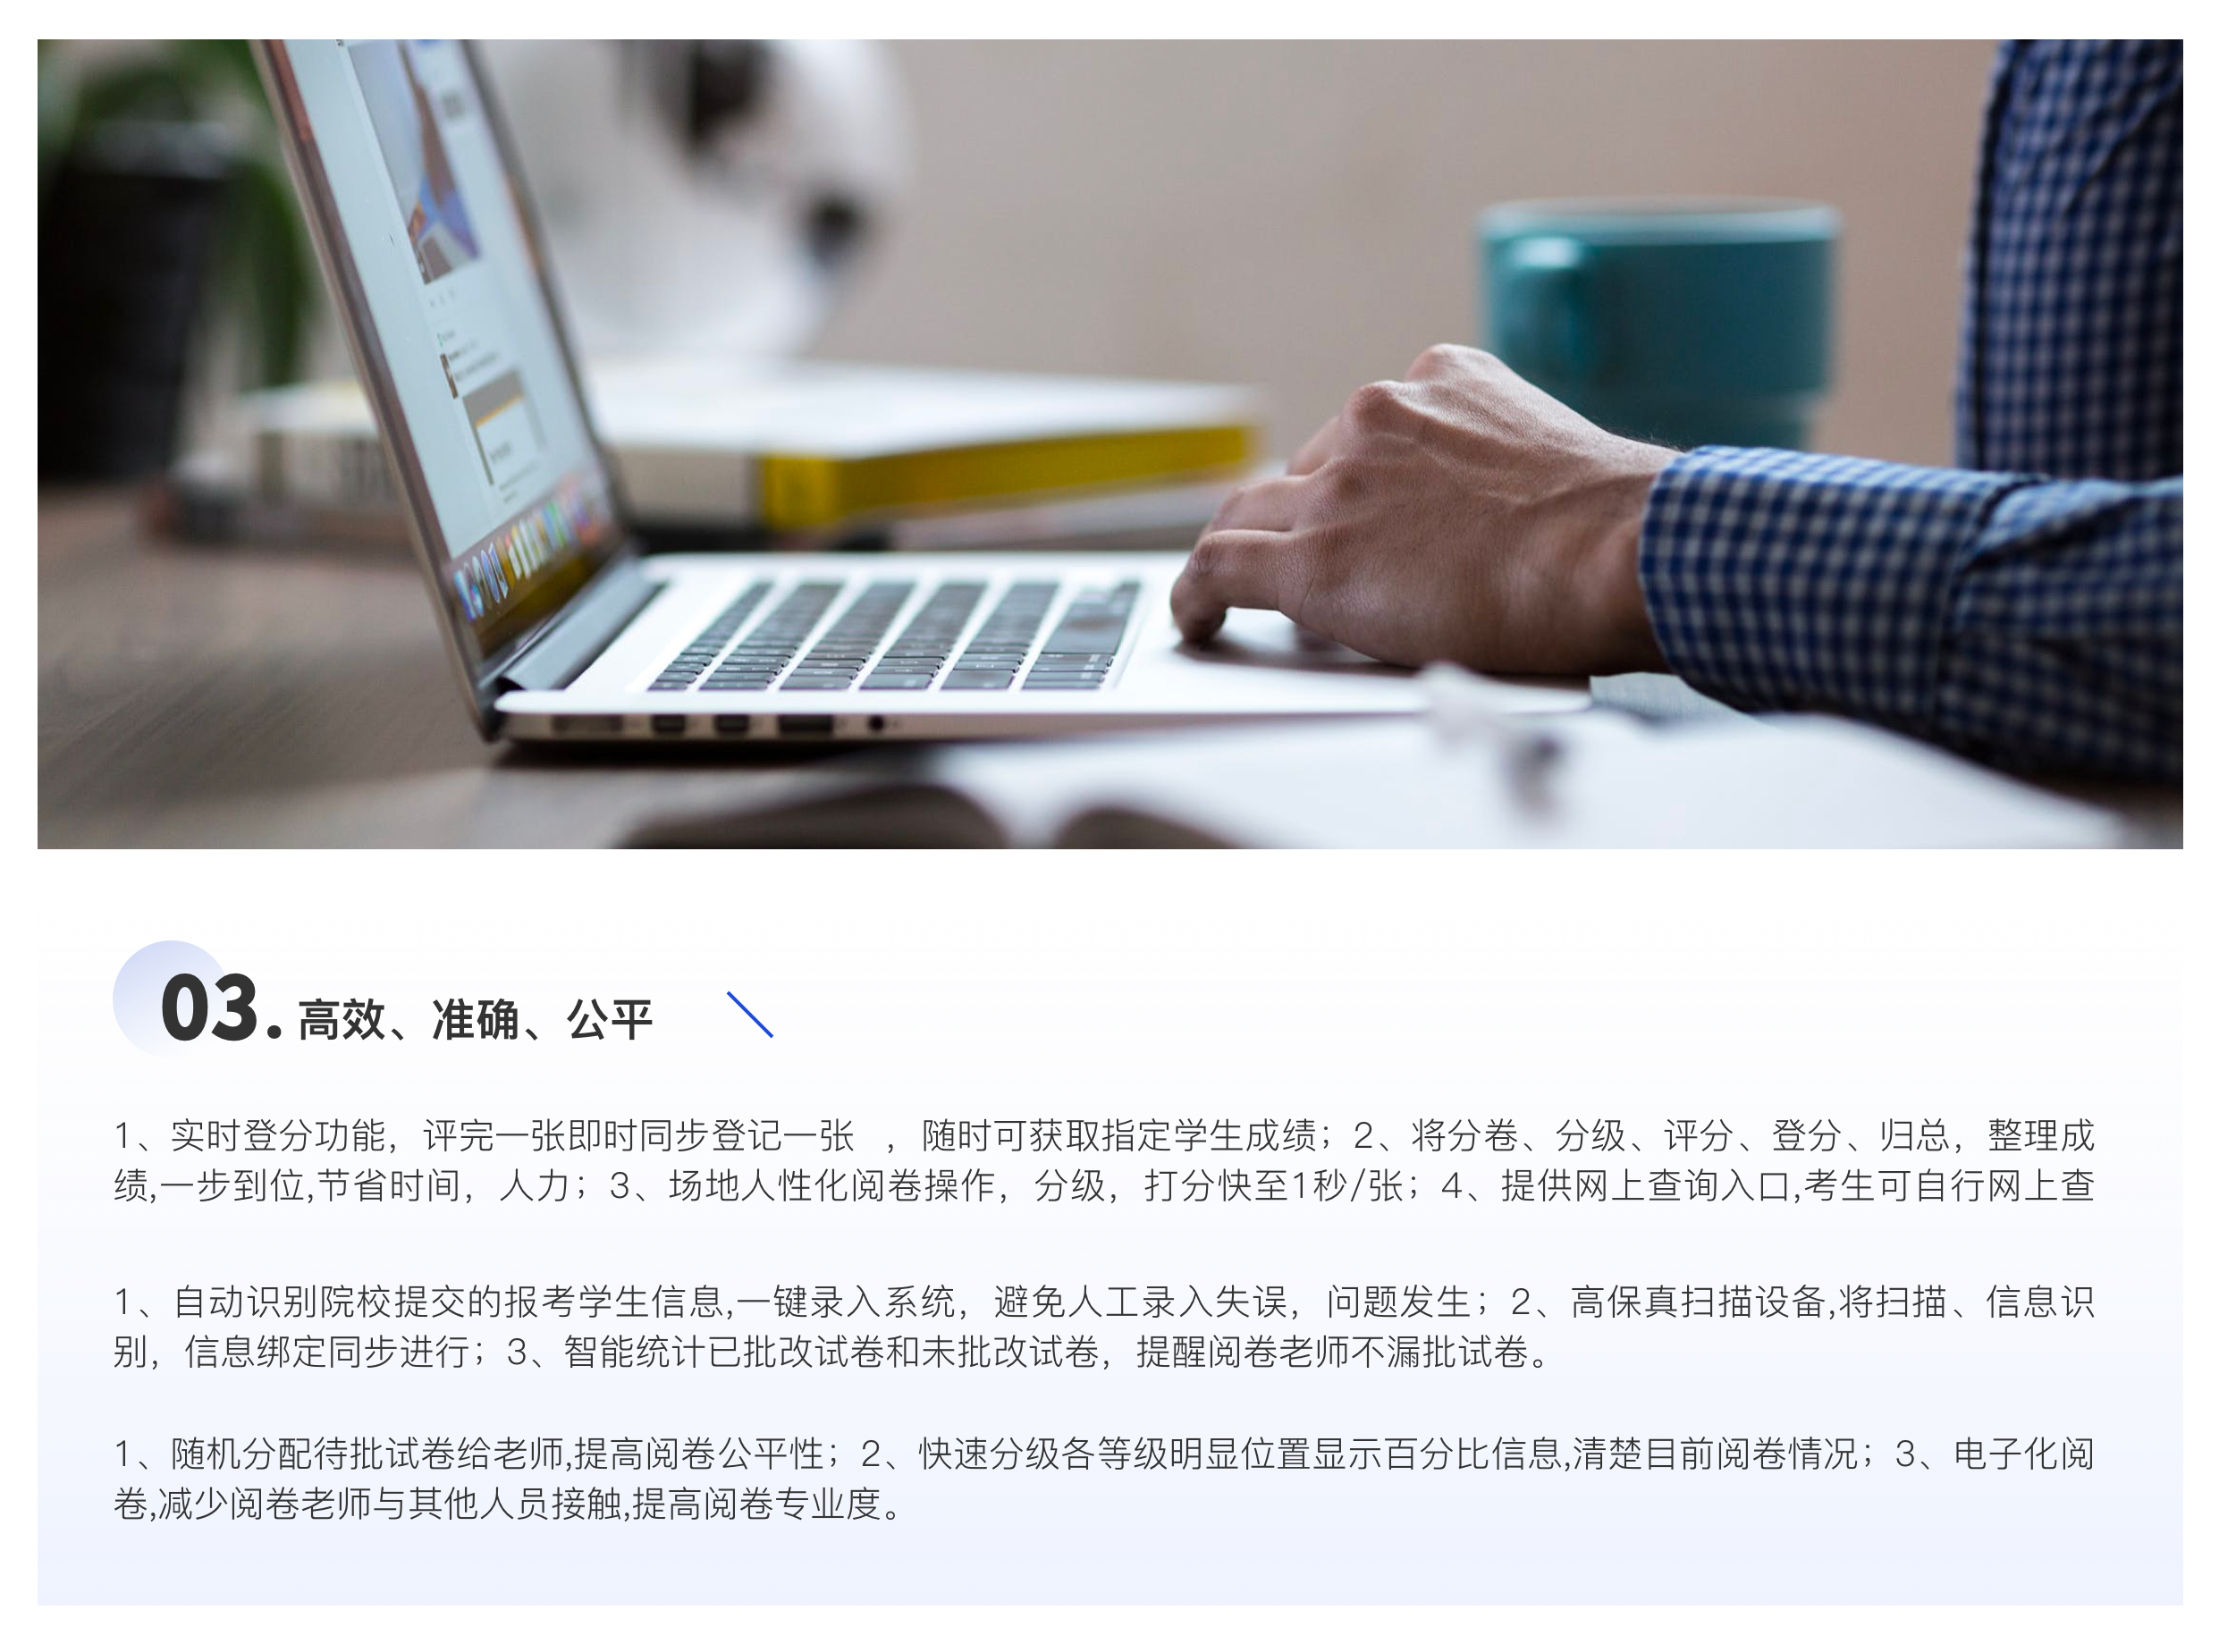 03. 高效、准确、公平
1、实时登分功能，评完一张即时同步登记一张 ，随时可获取指定学生成绩；2、将分卷、分级、评分、登分、归总，整理成
绩,一步到位,节省时间，人力；3、场地人性化阅卷操作，分级，打分快至1秒/张；4、提供网上查询入口,考生可自行网上查
1、自动识别院校提交的报考学生信息,一键录入系统，避免人工录入失误，问题发生；2、高保真扫描设备,将扫描、信息识
别，信息绑定同步进行；3、智能统计已批改试卷和未批改试卷，提醒阅卷老师不漏批试卷。
1、随机分配待批试卷给老师,提高阅卷公平性；2、快速分级各等级明显位置显示百分比信息,清楚目前阅卷情况；3、电子化阅
卷,减少阅卷老师与其他人员接触,提高阅卷专业度。